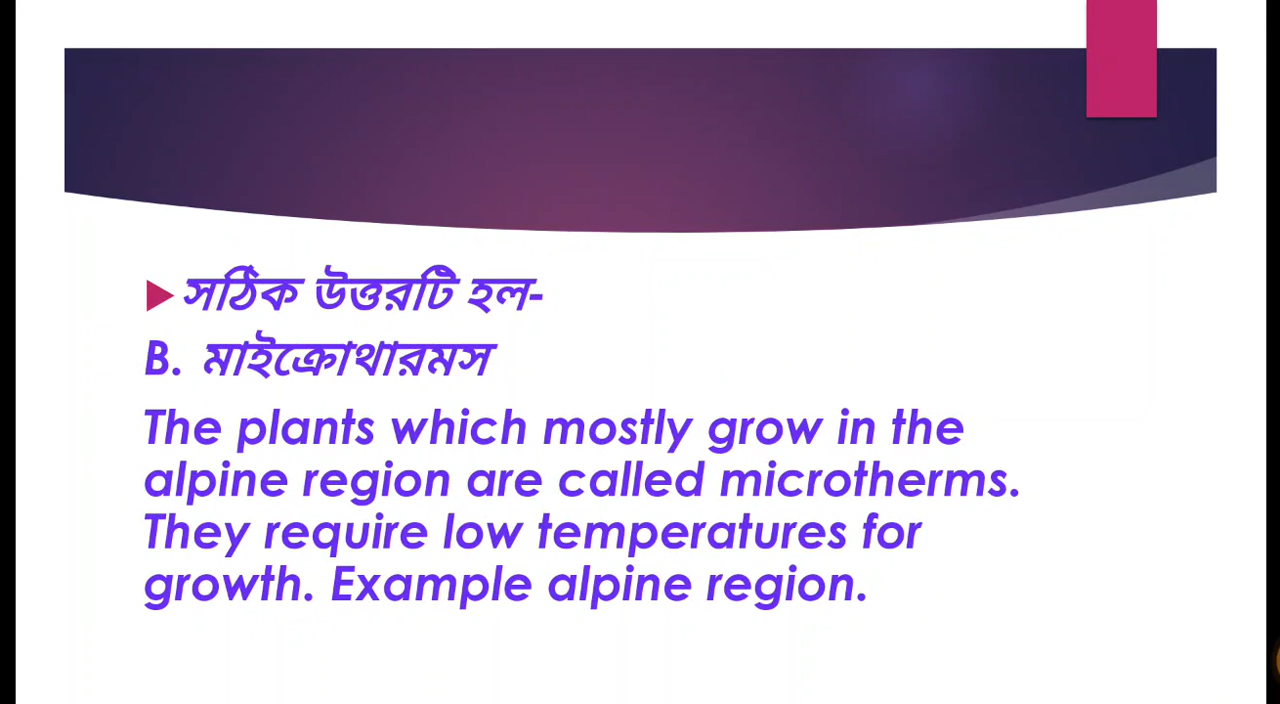 সঠিক উত্তরটি হল-
B. মাইক্রোথারমস
The plants which mostly grow in the
alpine region are called microtherms.
They require low temperatures for
growth. Example alpine region.